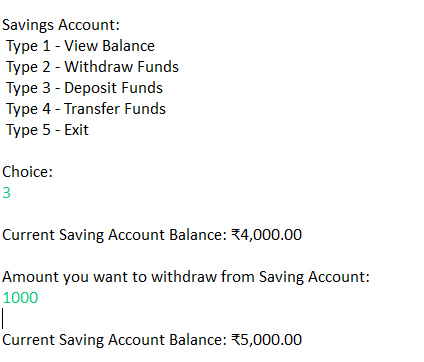 Savings Account:
Type 1 - View Balance
Type 2 - Withdraw Funds
Type 3 - Deposit Funds
Type 4 - Transfer Funds
Type 5 - Exit
Choice:
3
Current Saving Account Balance: ₹4,000.00
Amount you want to withdraw from Saving Account:
1000
Current Saving Account Balance: ₹5,000.00